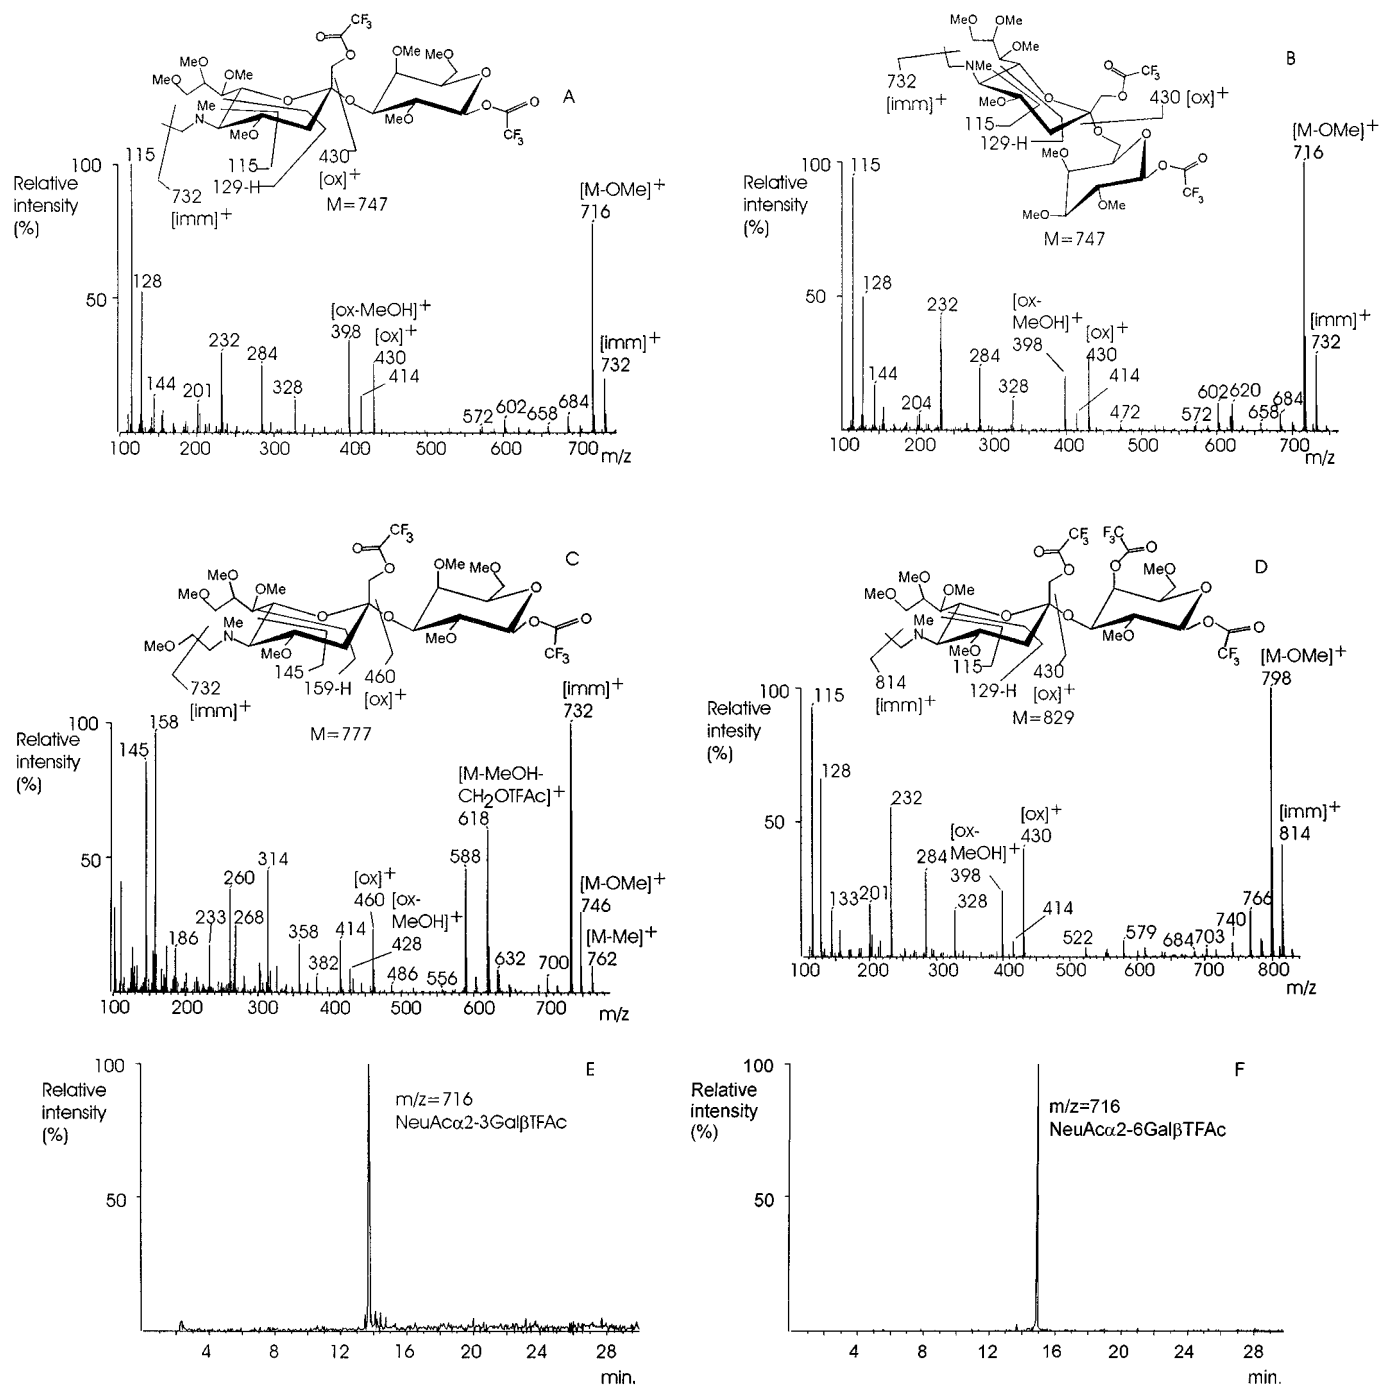 A
CF₃
O
O
MeO
MeO
OMe
OMe
MeO
O
O
O
Me
N
MeO
MeO
O
O
CF₃
115
129-H
430
[ox]⁺
732
[imm]⁺
M=747
Relative
intensity
(%)
100
50
115
128
144
201
232
284
328
[ox-MeOH]⁺
398
[ox]⁺
430
414
572
602
658
684
[M-OMe]⁺
716
[imm]⁺
732
100 200 300 400 500 600 700
m/z
B
MeO OMe
OMe
NMe
MeO
O
O
CF₃
O
O
O
MeO
O
O
O
CF₃
MeO
OMe
732
[imm]⁺
115
129-H
430 [ox]⁺
M=747
Relative
intensity
(%)
100
50
115
128
144
204
232
284
328
[ox-
MeOH]⁺
398
[ox]⁺
430
414
472
572
602
620
658
684
[M-OMe]⁺
716
[imm]⁺
732
100 200 300 400 500 600 700
m/z
C
CF₃
O
O
MeO
MeO
OMe
OMe
MeO
O
O
O
Me
N
MeO
MeO
MeO
O
O
CF₃
145
159-H
460
[ox]⁺
732
[imm]⁺
M=777
Relative
intensity
(%)
100
50
145
158
186
233
260
268
314
358
382
414
[ox]⁺
460
[ox-
MeOH]⁺
428
486
556
588
[M-MeOH-
CH₂OTFAc]⁺
618
632
700
[imm]⁺
732
[M-OMe]⁺
746
[M-Me]⁺
762
100 200 300 400 500 600 700
m/z
D
CF₃
F₃C
O
O
O
O
MeO
MeO
OMe
MeO
O
O
O
Me
N
MeO
MeO
O
O
CF₃
115
129-H
430
[ox]⁺
814
[imm]⁺
M=829
Relative
intesity
(%)
100
50
115
128
133
201
232
284
328
[ox-
MeOH]⁺
398
[ox]⁺
430
414
522
579
684
703
740
766
[M-OMe]⁺
798
[imm]⁺
814
100 200 300 400 500 600 700 800
m/z
E
Relative
intensity
(%)
100
50
m/z=716
NeuAcα2-3GalβTFAc
4 8 12 16 20 24 28
min.
F
Relative
intensity
(%)
100
50
m/z=716
NeuAcα2-6GalβTFAc
4 8 12 16 20 24 28
min.